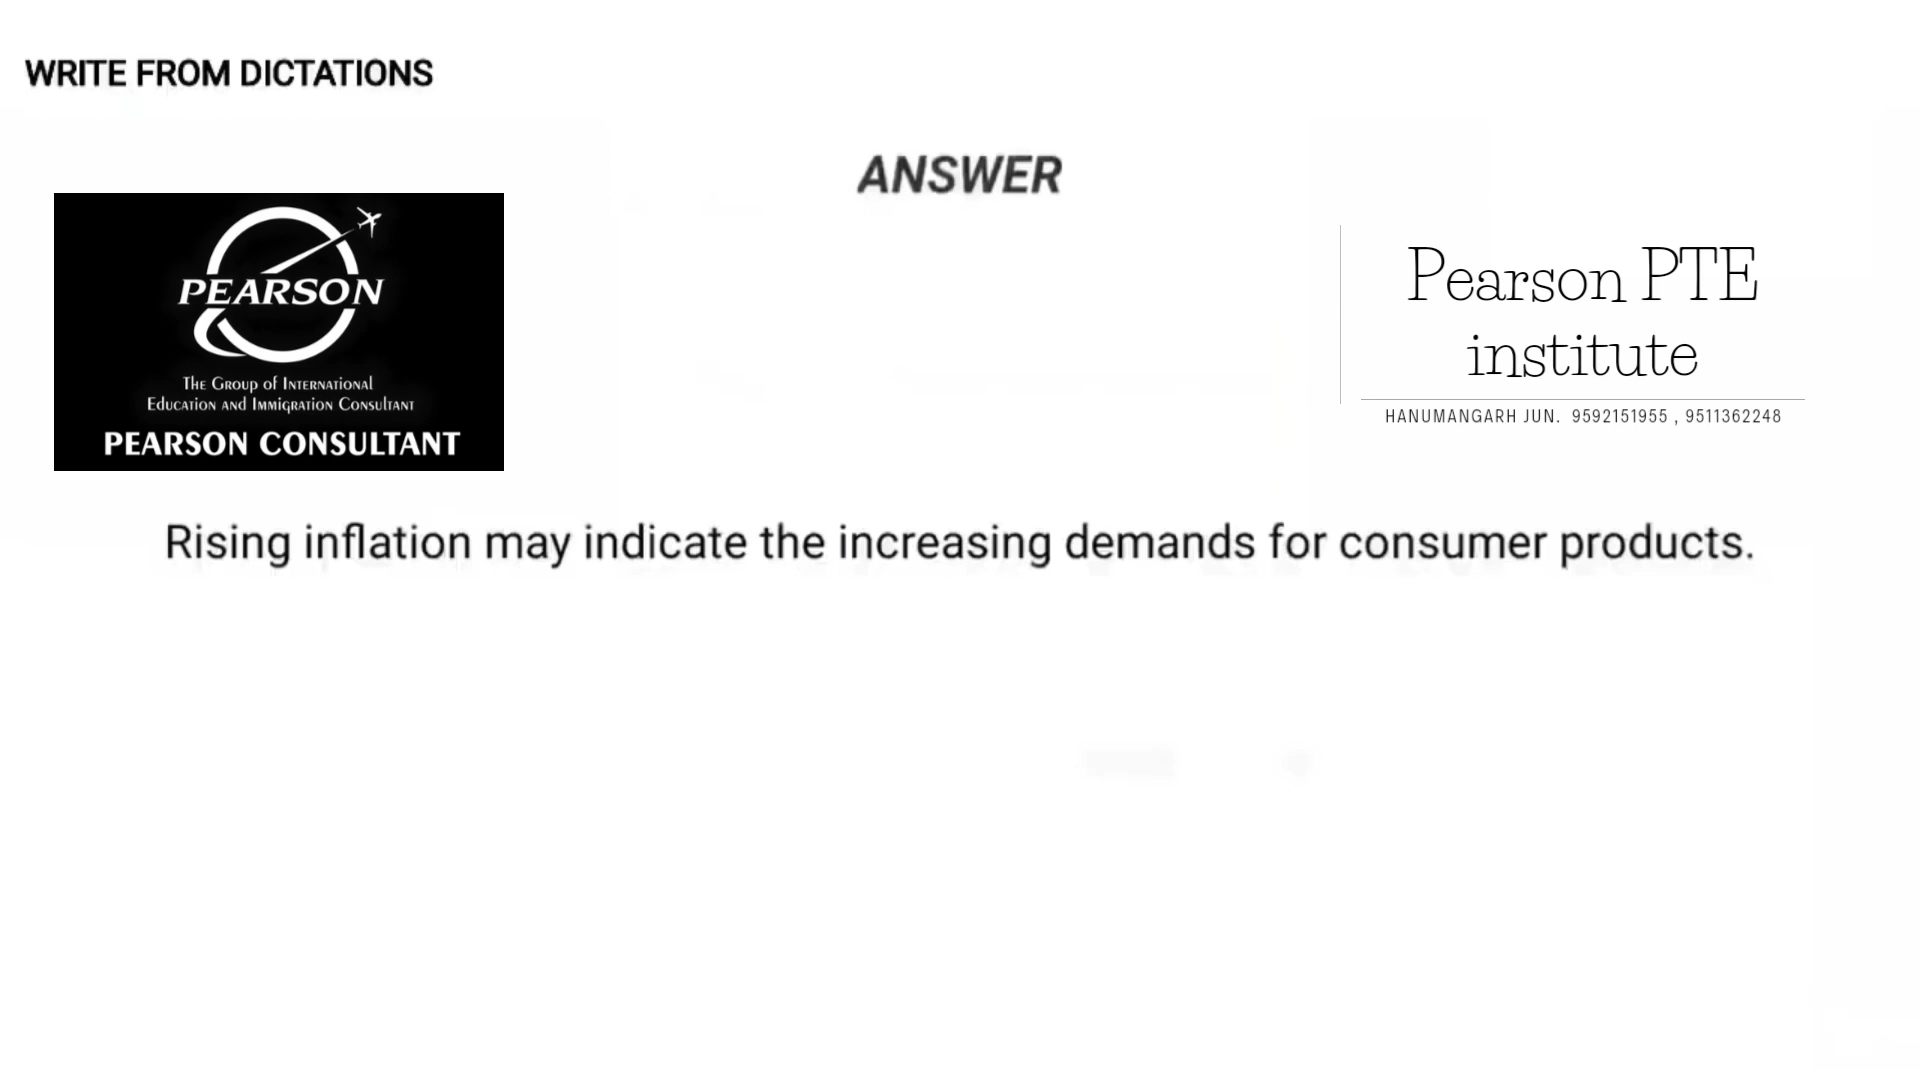 WRITE FROM DICTATIONS
ANSWER
PEARSON
The Group of International
Education and Immigration Consultant
PEARSON CONSULTANT
Pearson PTE
institute
HANUMANGARH JUN. 9592151955 , 9511362248
Rising inflation may indicate the increasing demands for consumer products.